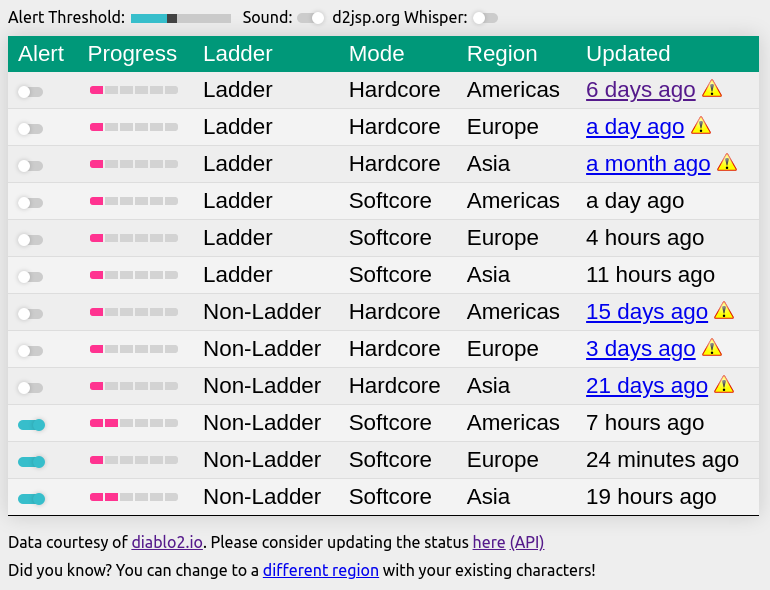 Alert Threshold: Sound: d2jsp.org Whisper:
Alert Progress Ladder Mode Region Updated
Ladder Hardcore Americas 6 days ago
Ladder Hardcore Europe a day ago
Ladder Hardcore Asia a month ago
Ladder Softcore Americas a day ago
Ladder Softcore Europe 4 hours ago
Ladder Softcore Asia 11 hours ago
Non-Ladder Hardcore Americas 15 days ago
Non-Ladder Hardcore Europe 3 days ago
Non-Ladder Hardcore Asia 21 days ago
Non-Ladder Softcore Americas 7 hours ago
Non-Ladder Softcore Europe 24 minutes ago
Non-Ladder Softcore Asia 19 hours ago
Data courtesy of diablo2.io. Please consider updating the status here (API)
Did you know? You can change to a different region with your existing characters!